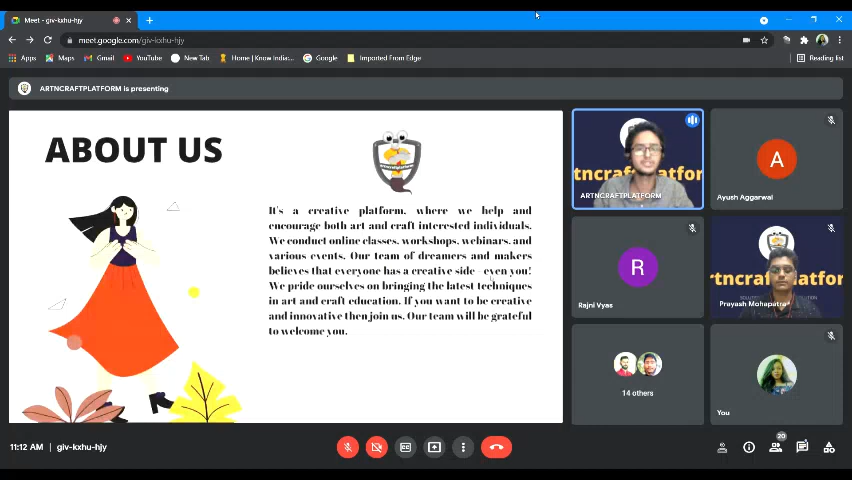 Meet - giv-kxhu-hjy
meet.google.com/giv-kxhu-hjy
Apps
Maps
Gmail
YouTube
New Tab
Home | Know India:...
Google
Imported From Edge
Reading list
ARTNCRAFTPLATFORM is presenting
ABOUT US
artncraftplatform
It's a creative platform, where we help and
encourage both art and craft interested individuals.
We conduct online classes, workshops, webinars, and
various events. Our team of dreamers and makers
believes that everyone has a creative side - even you!
We pride ourselves on bringing the latest techniques
in art and craft education. If you want to be creative
and innovative then join us. Our team will be grateful
to welcome you.
ARTNCRAFTPLATFORM
A
Ayush Aggarwal
R
Rajni Vyas
rtncraftplatfor
Prayash Mohapatra
14 others
You
11:12 AM | giv-kxhu-hjy
20